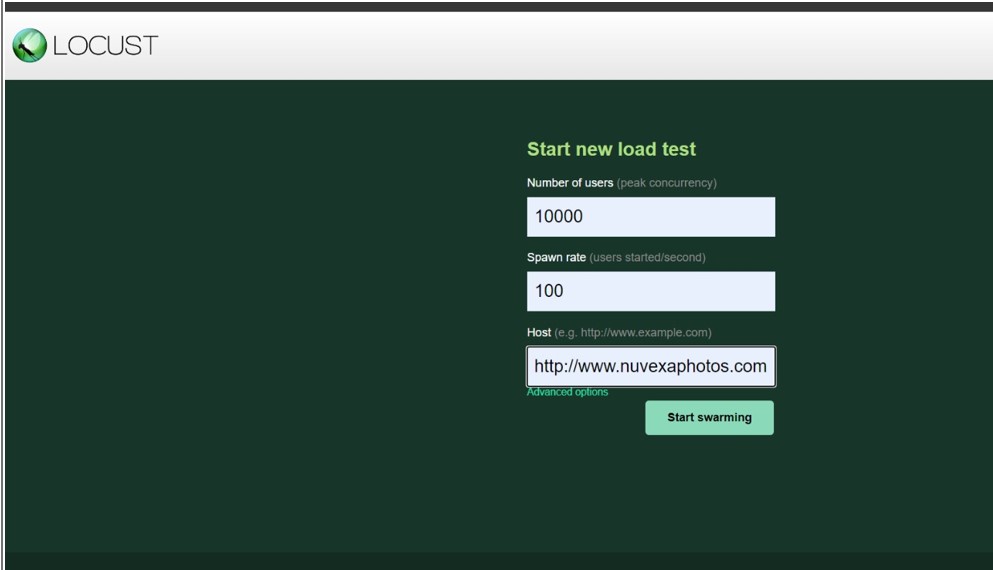 LOCUST
Start new load test
Number of users (peak concurrency)
10000
Spawn rate (users started/second)
100
Host (e.g. http://www.example.com)
http://www.nuvexaphotos.com
Advanced options
Start swarming